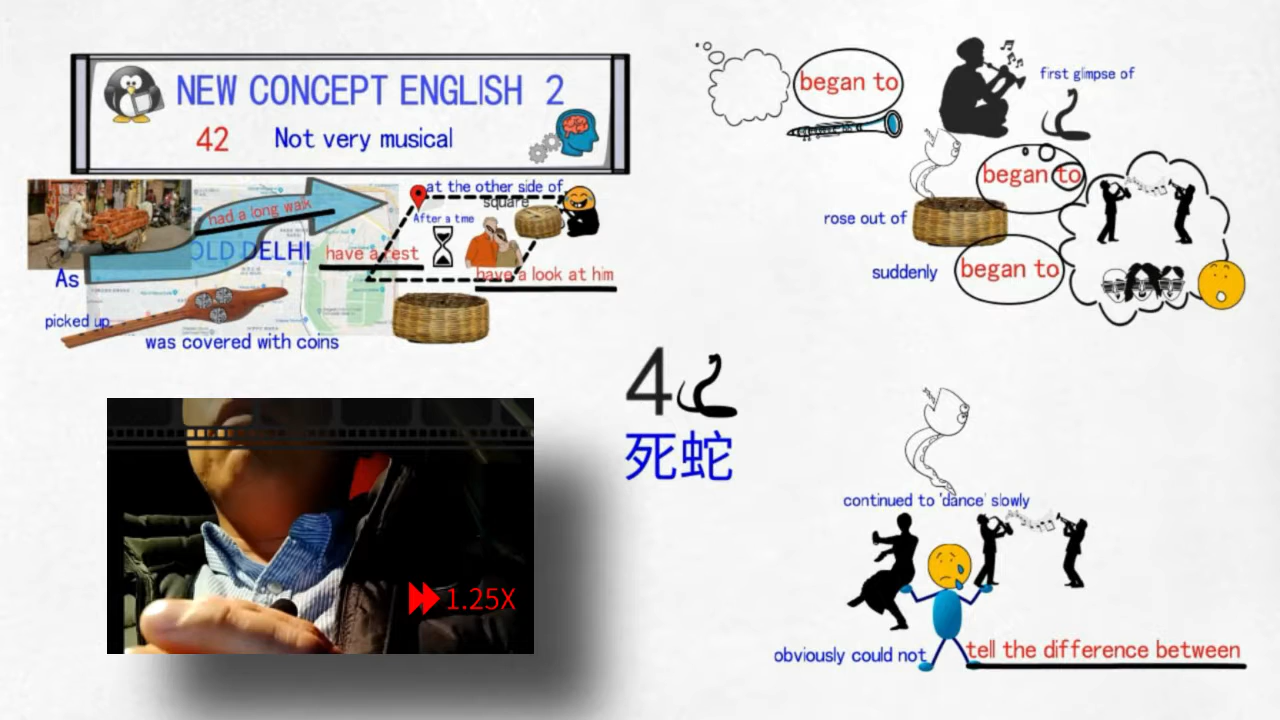 NEW CONCEPT ENGLISH 2
42 Not very musical
had a long walk
at the other side of
square
After a time
OLD DELHI
have a rest
have a look at him
As
picked up
was covered with coins
began to
first glimpse of
began to
rose out of
suddenly
began to
4
死蛇
1.25X
continued to 'dance' slowly
obviously could not
tell the difference between